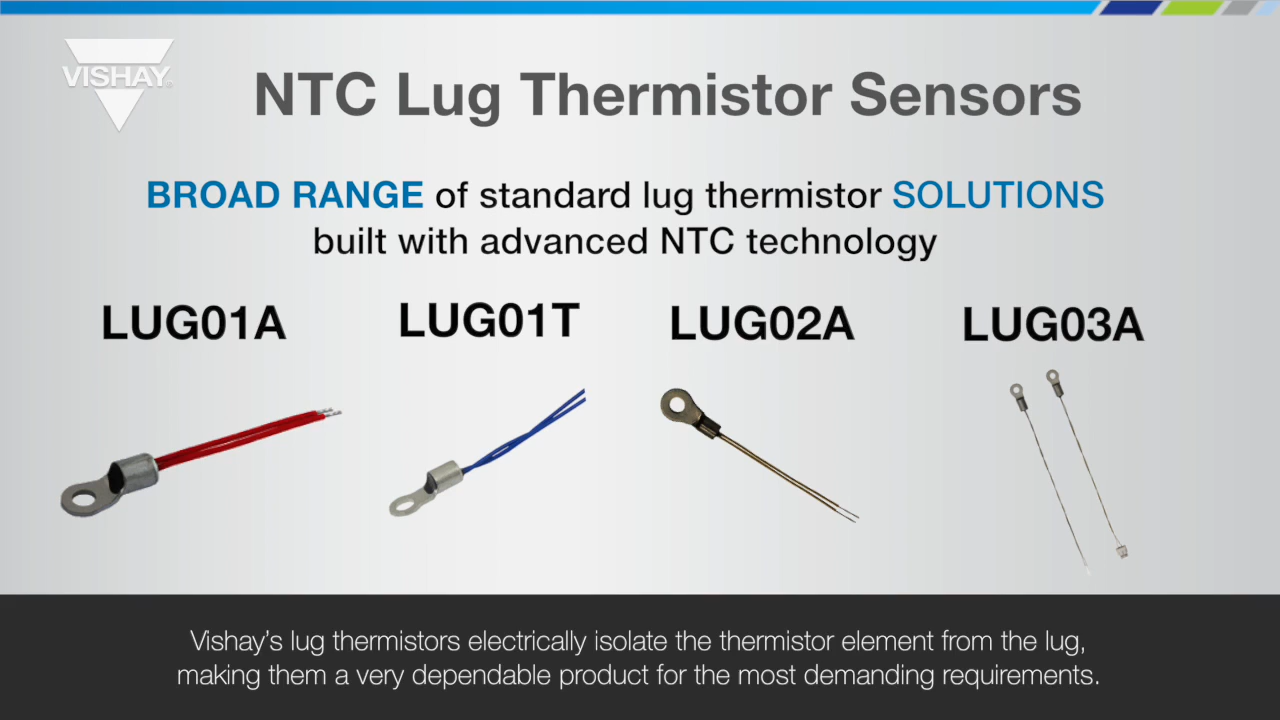 VISHAY
NTC Lug Thermistor Sensors
BROAD RANGE of standard lug thermistor SOLUTIONS
built with advanced NTC technology
LUG01A
LUG01T
LUG02A
LUG03A
Vishay’s lug thermistors electrically isolate the thermistor element from the lug,
making them a very dependable product for the most demanding requirements.